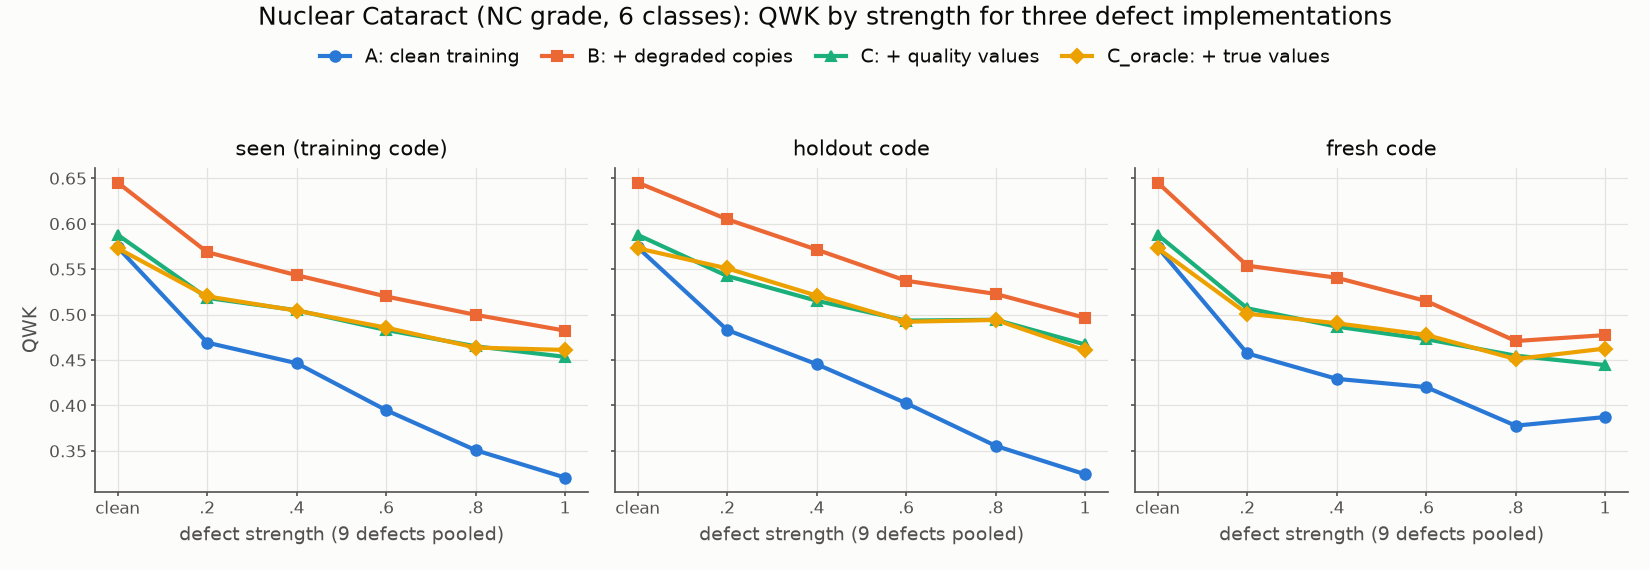 Nuclear Cataract (NC grade, 6 classes): QWK by strength for three defect implementations
A: clean training B: + degraded copies C: + quality values C_oracle: + true values
seen (training code) holdout code fresh code
QWK
0.65
0.60
0.55
0.50
0.45
0.40
0.35
clean .2 .4 .6 .8 1 clean .2 .4 .6 .8 1 clean .2 .4 .6 .8 1
defect strength (9 defects pooled) defect strength (9 defects pooled) defect strength (9 defects pooled)